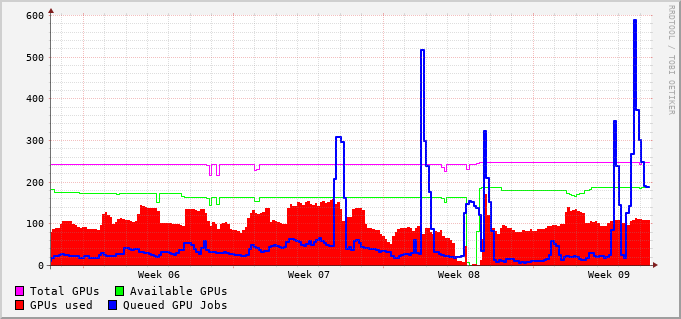 600
500
400
300
200
100
0
Week 06 Week 07 Week 08 Week 09
Total GPUs Available GPUs
GPUs used Queued GPU Jobs
RRDTOOL / TOBI OETIKER